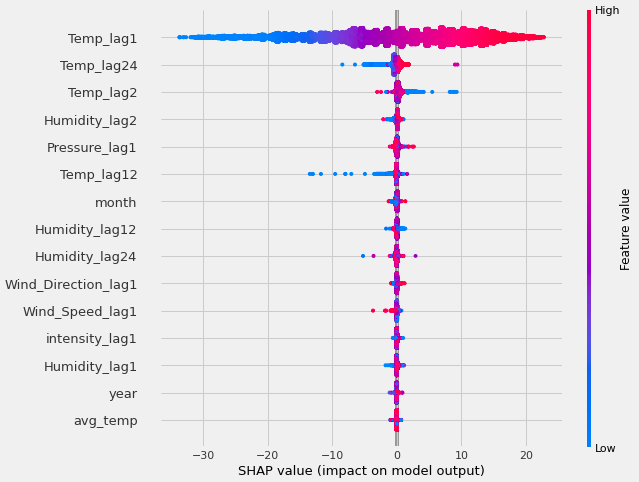 High
Temp_lag1
Temp_lag24
Temp_lag2
Humidity_lag2
Pressure_lag1
Temp_lag12
month
Humidity_lag12
Humidity_lag24
Wind_Direction_lag1
Wind_Speed_lag1
intensity_lag1
Humidity_lag1
year
avg_temp
Feature value
Low
−30 −20 −10 0 10 20
SHAP value (impact on model output)